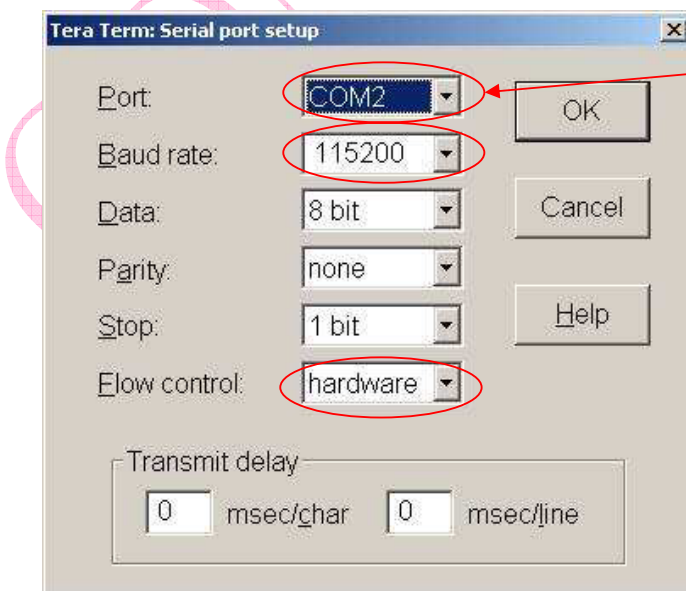 Tera Term: Serial port setup
Port: COM2
OK
Baud rate: 115200
Data: 8 bit
Cancel
Parity: none
Stop: 1 bit
Help
Flow control: hardware
Transmit delay
0 msec/char 0 msec/line